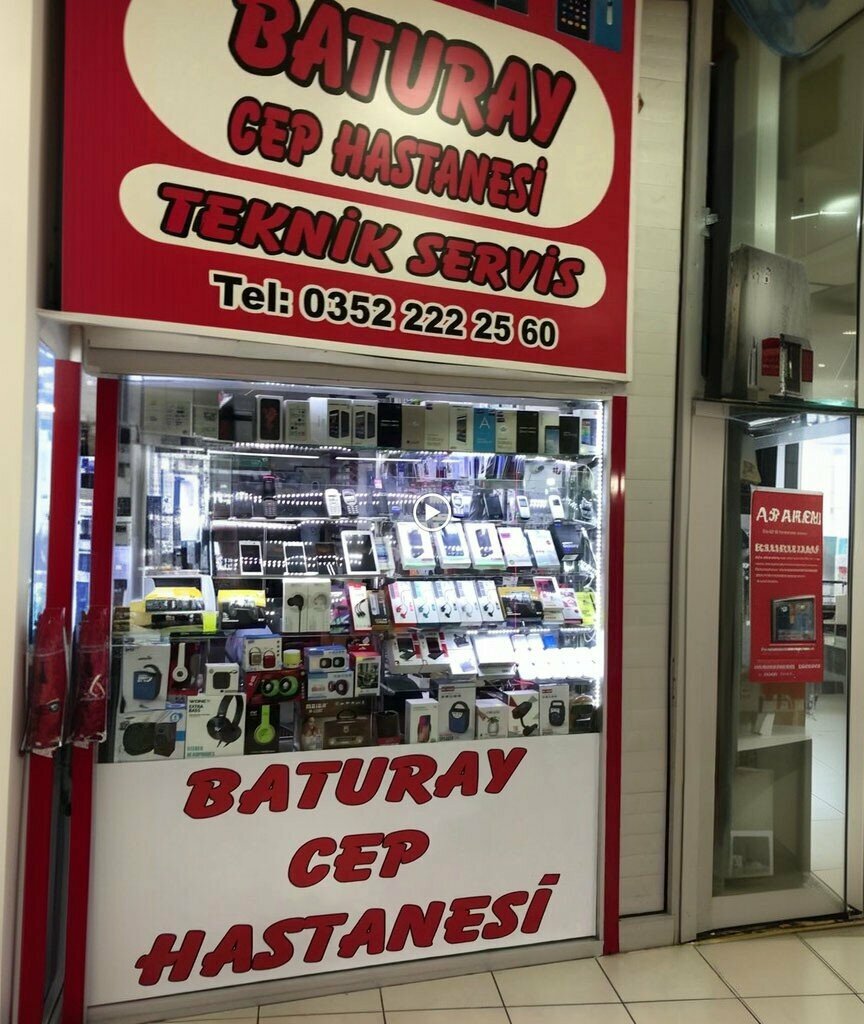 BATURAY
CEP HASTANESİ
TEKNİK SERVİS
Tel: 0352 222 25 60
A
BATURAY
CEP
HASTANESİ